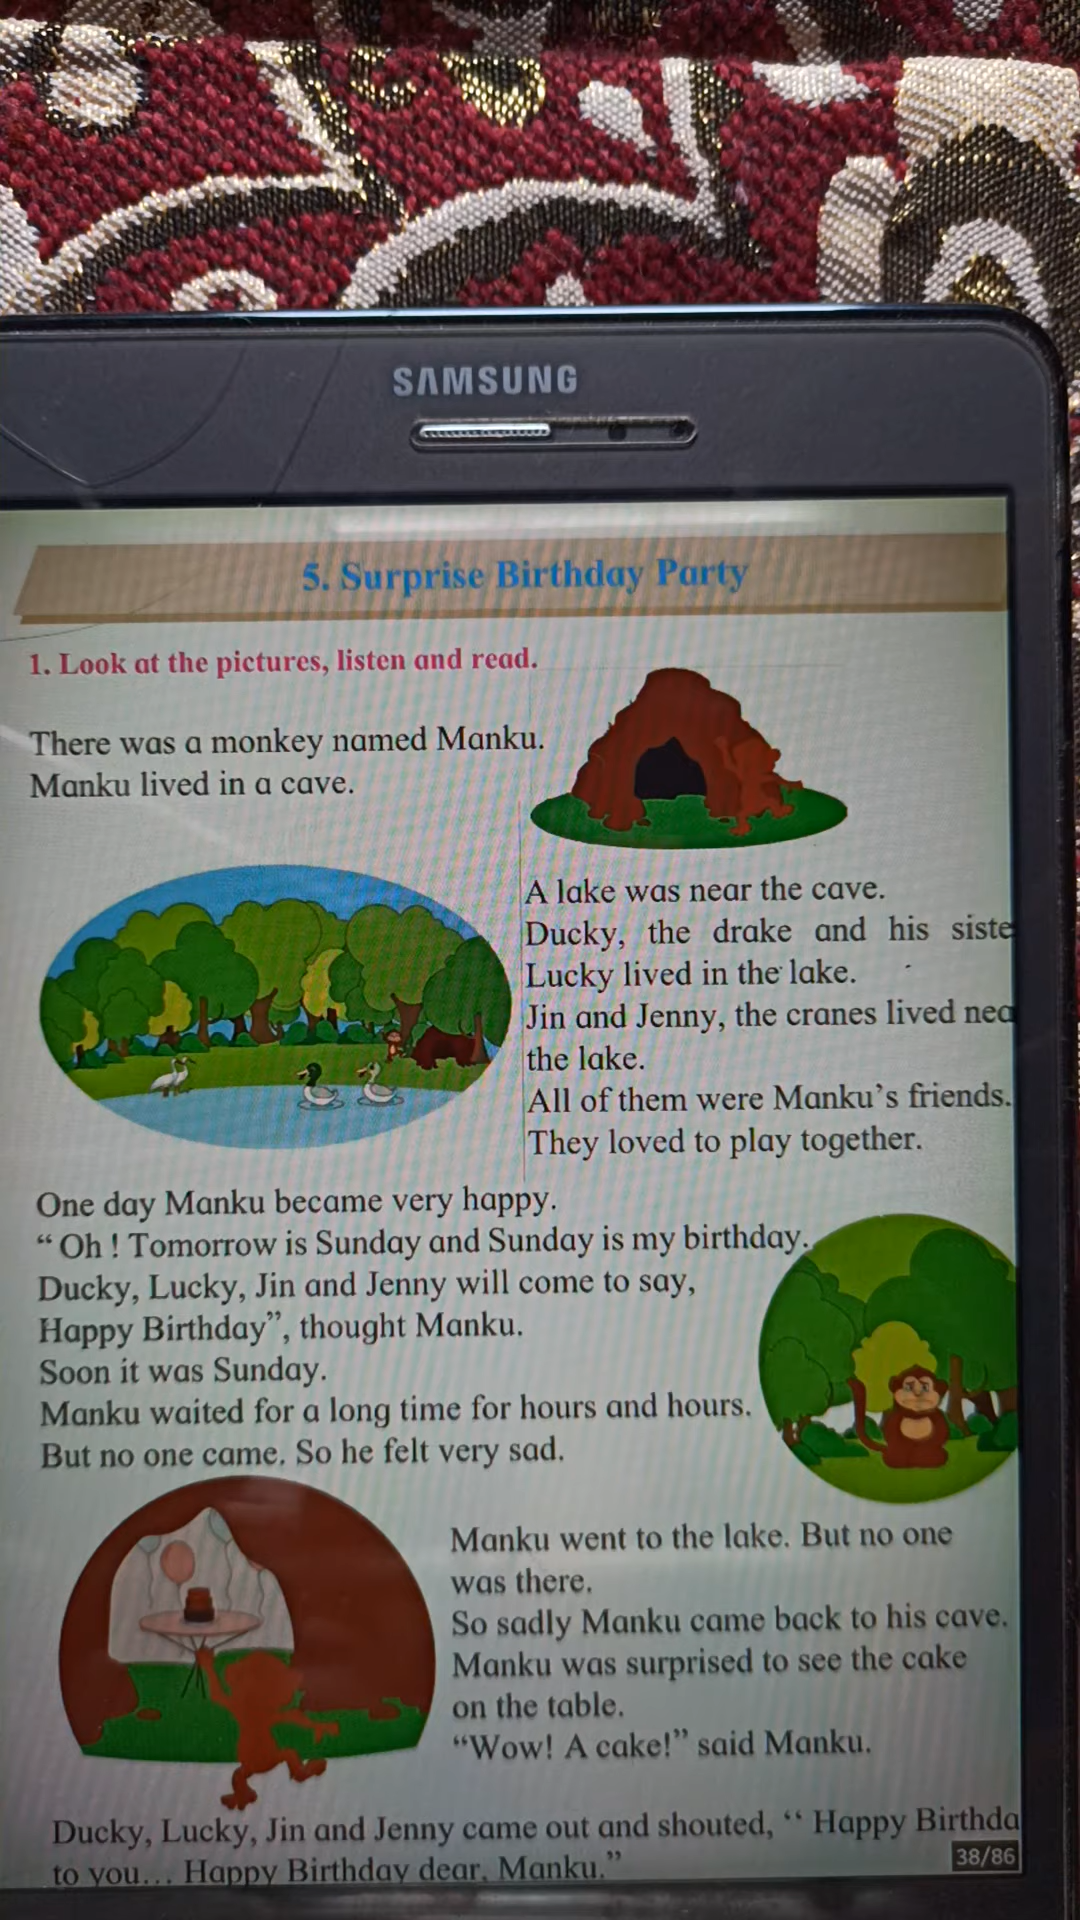 SAMSUNG
5. Surprise Birthday Party
1. Look at the pictures, listen and read.
There was a monkey named Manku.
Manku lived in a cave.
A lake was near the cave.
Ducky, the drake and his siste
Lucky lived in the lake.
Jin and Jenny, the cranes lived nea
the lake.
All of them were Manku's friends.
They loved to play together.
One day Manku became very happy.
“ Oh ! Tomorrow is Sunday and Sunday is my birthday.
Ducky, Lucky, Jin and Jenny will come to say,
Happy Birthday”, thought Manku.
Soon it was Sunday.
Manku waited for a long time for hours and hours.
But no one came. So he felt very sad.
Manku went to the lake. But no one
was there.
So sadly Manku came back to his cave.
Manku was surprised to see the cake
on the table.
“Wow! A cake!” said Manku.
Ducky, Lucky, Jin and Jenny came out and shouted, “ Happy Birthda
to you... Happy Birthday dear, Manku.”
38/86